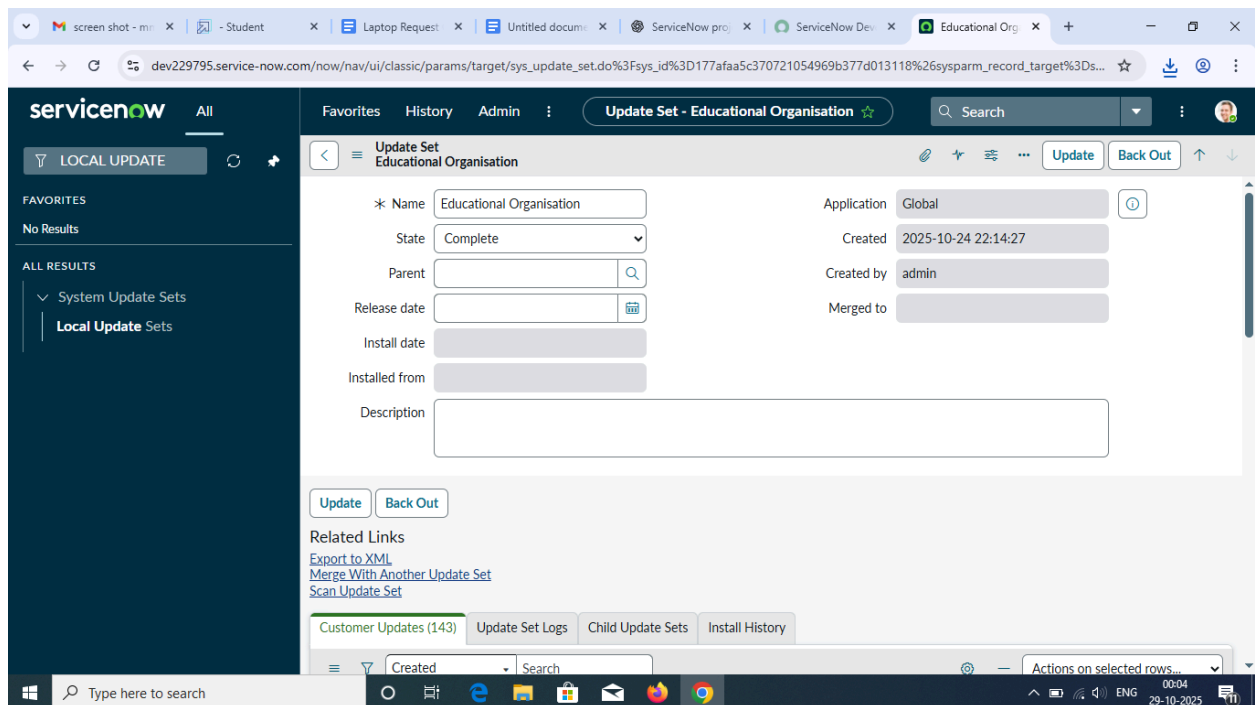 screen shot - mn
- Student
Laptop Request
Untitled docume
ServiceNow proj
ServiceNow Dev
Educational Org
dev229795.service-now.com/now/nav/ui/classic/params/target/sys_update_set.do%3Fsys_id%3D177afaa5c370721054969b377d013118%26sysparm_record_target%3Ds...
servicenow All Favorites History Admin Update Set - Educational Organisation Search
LOCAL UPDATE
FAVORITES
No Results
ALL RESULTS
System Update Sets
Local Update Sets
Update Set
Educational Organisation
Update Back Out
Name Educational Organisation
State Complete
Parent
Release date
Install date
Installed from
Description
Application Global
Created 2025-10-24 22:14:27
Created by admin
Merged to
Update Back Out
Related Links
Export to XML
Merge With Another Update Set
Scan Update Set
Customer Updates (143) Update Set Logs Child Update Sets Install History
Created Search Actions on selected rows...
Type here to search
ENG
00:04
29-10-2025
11